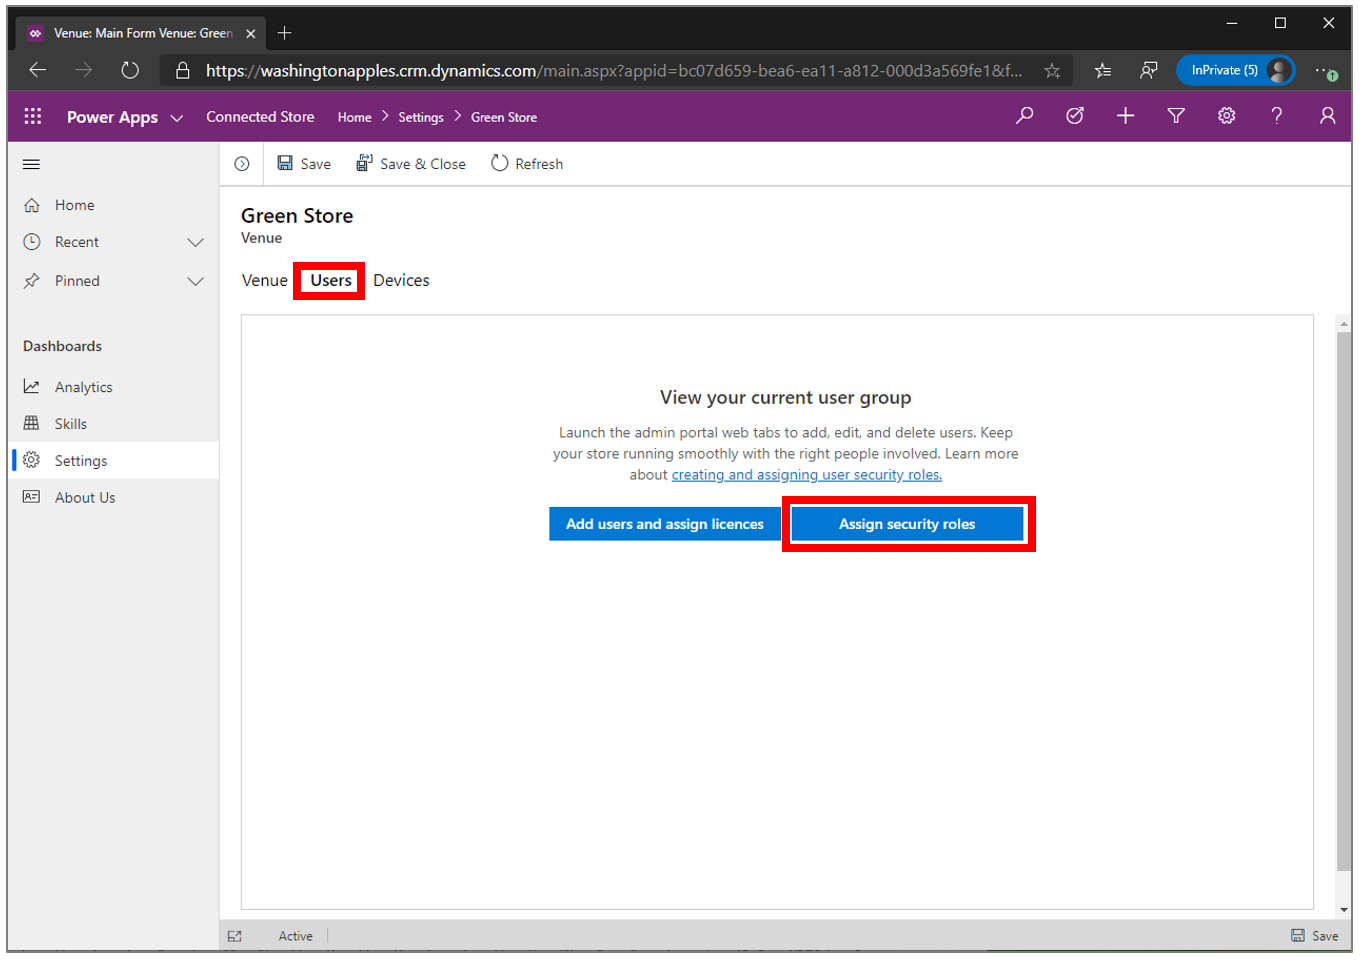 Venue: Main Form Venue: Green
https://washingtonapples.crm.dynamics.com/main.aspx?appid=bc07d659-bea6-ea11-a812-000d3a569fe1&f...
InPrivate (5)
Power Apps
Connected Store
Home > Settings > Green Store
Save
Save & Close
Refresh
Home
Recent
Pinned
Dashboards
Analytics
Skills
Settings
About Us
Green Store
Venue
Venue Users Devices
View your current user group
Launch the admin portal web tabs to add, edit, and delete users. Keep
your store running smoothly with the right people involved. Learn more
about creating and assigning user security roles.
Add users and assign licences
Assign security roles
Active
Save